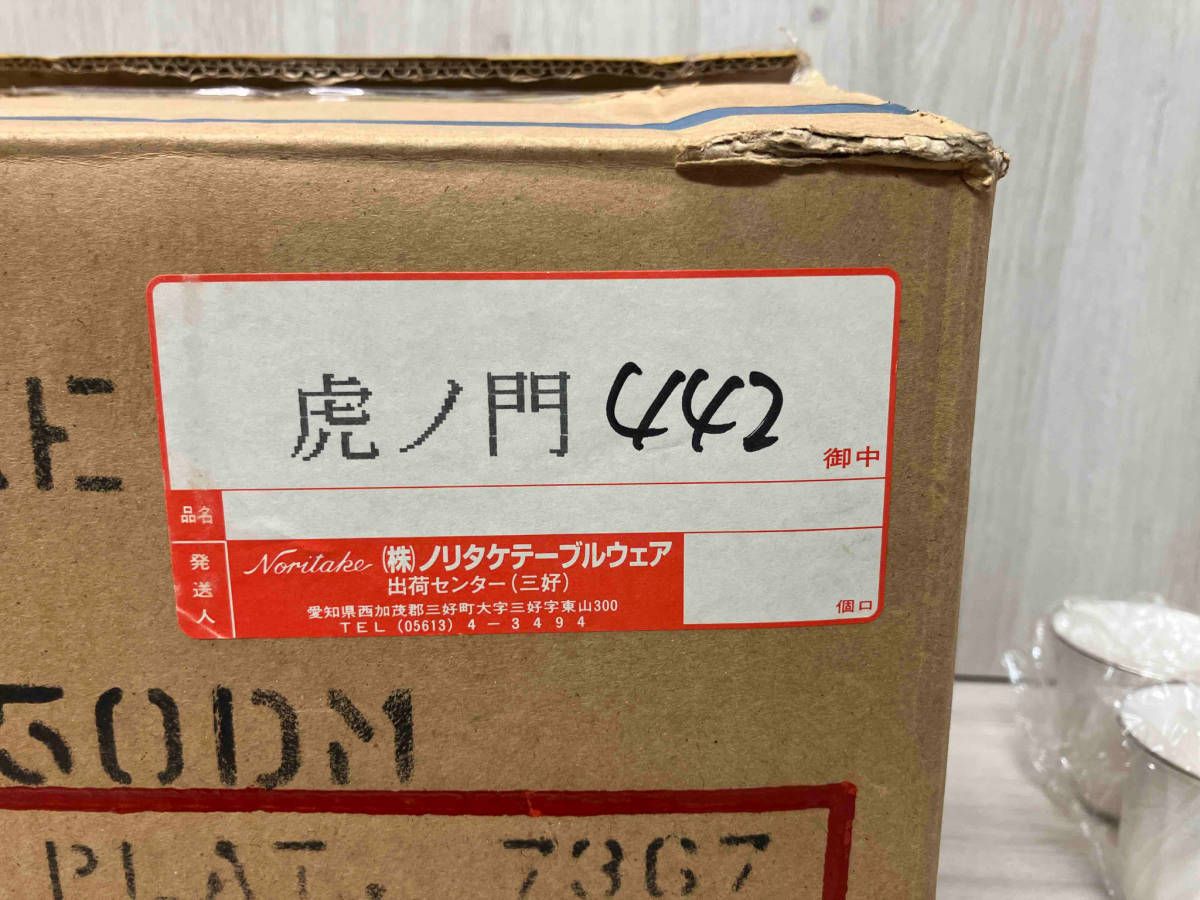 虎ノ門 442
御中
品名
発送人
Noritake (株)ノリタケテーブルウェア
出荷センター(三好)
愛知県西加茂郡三好町大字三好字東山300
TEL (05613) 4-3494
個口
50DM
PLAT. 7367